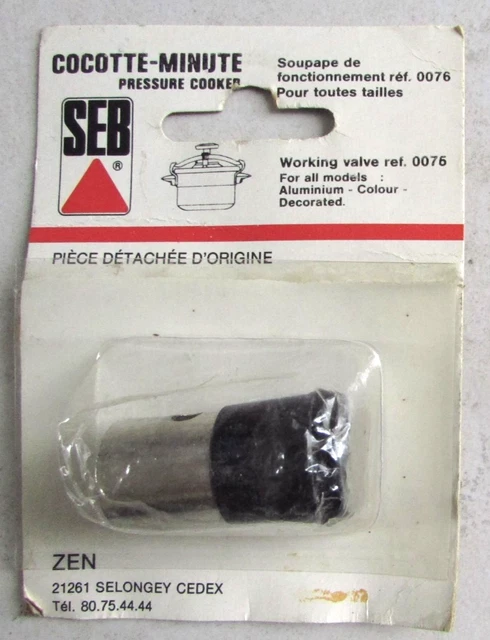 COCOTTE-MINUTE
PRESSURE COOKER
SEB
®
Soupape de
fonctionnement réf. 0076
Pour toutes tailles
Working valve ref. 0076
For all models :
Aluminium - Colour -
Decorated.
PIÈCE DÉTACHÉE D'ORIGINE
ZEN
21261 SELONGEY CEDEX
Tél. 80.75.44.44